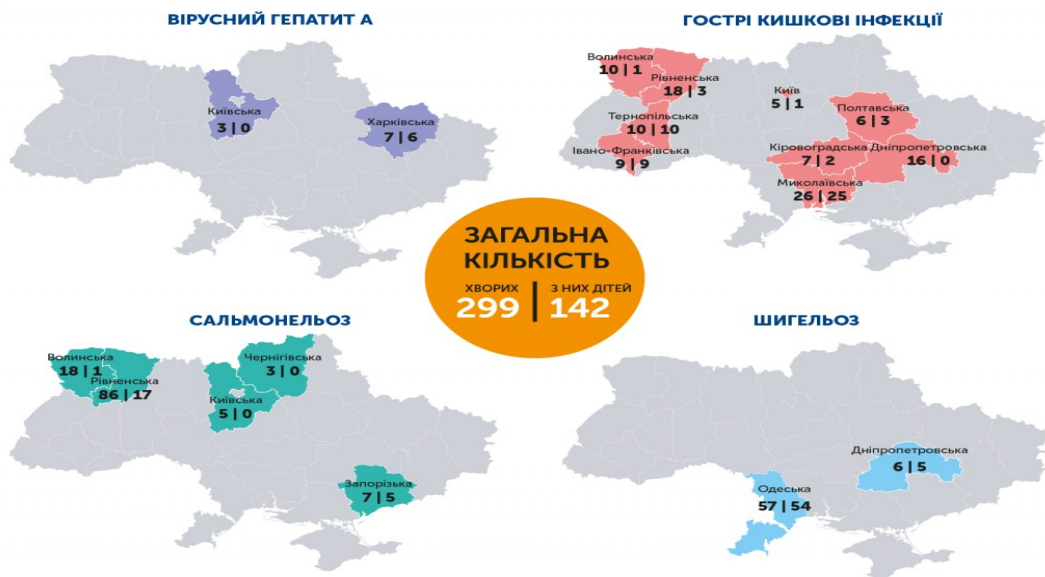 ВІРУСНИЙ ГЕПАТИТ А
Київська
3 | 0
Харківська
7 | 6
ГОСТРІ КИШКОВІ ІНФЕКЦІЇ
Волинська
10 | 1
Рівненська
18 | 3
Київ
5 | 1
Полтавська
6 | 3
Тернопільська
10 | 10
Івано-Франківська
9 | 9
Кіровоградська
7 | 2
Дніпропетровська
16 | 0
Миколаївська
26 | 25
ЗАГАЛЬНА
КІЛЬКІСТЬ
ХВОРИХ
299
З НИХ ДІТЕЙ
142
САЛЬМОНЕЛЬОЗ
Волинська
18 | 1
Рівненська
86 | 17
Чернігівська
3 | 0
Київська
5 | 0
Запорізька
7 | 5
ШИГЕЛЬОЗ
Дніпропетровська
6 | 5
Одеська
57 | 54